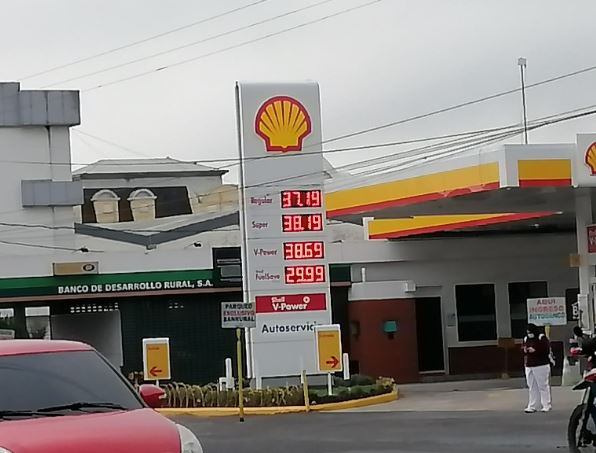 Regular 37.19
Super 38.19
V-Power 38.69
Shell
FuelSave 29.99
Shell
V-Power
Autoservicio
BANCO DE DESARROLLO RURAL, S.A.
PARQUEO
EXCLUSIVO
BANRURAL
AQUI
INGRESO
AUTOBANCO